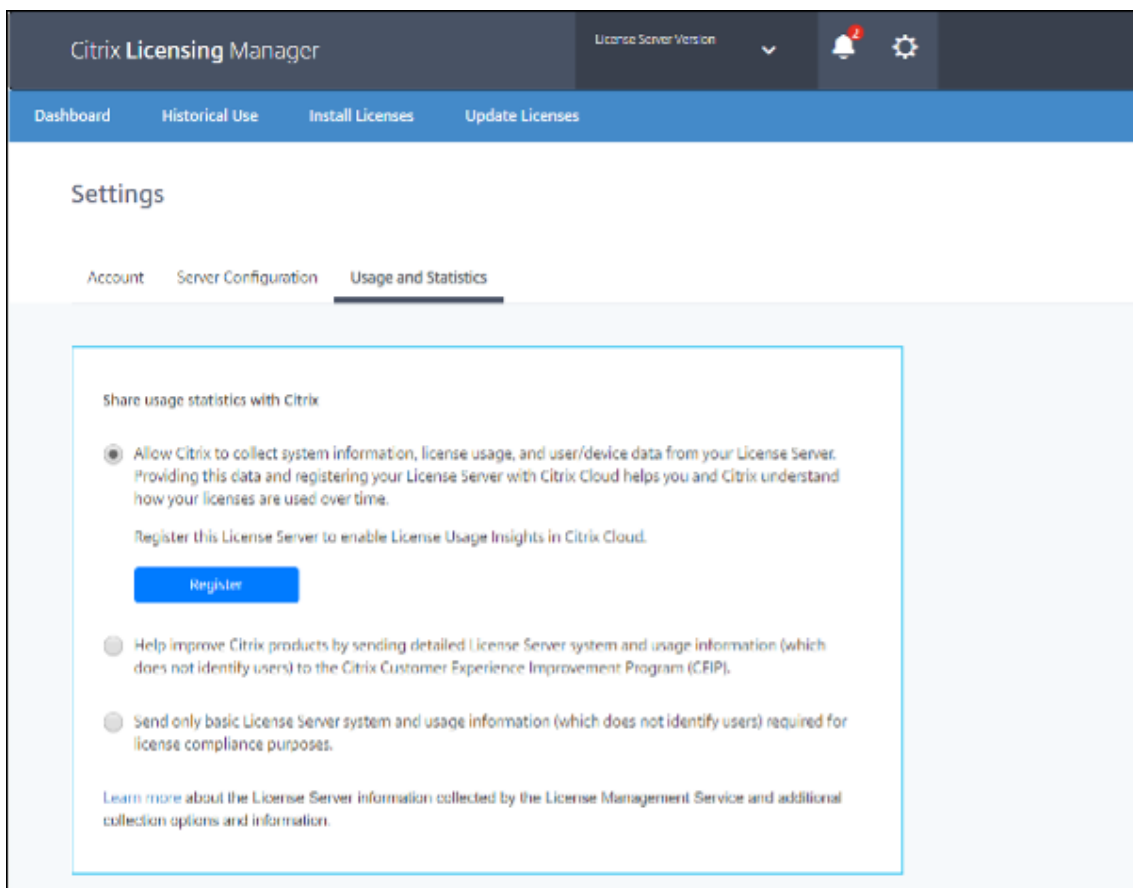 Citrix Licensing Manager
License Server Version
2
Dashboard Historical Use Install Licenses Update Licenses
Settings
Account Server Configuration Usage and Statistics
Share usage statistics with Citrix
Allow Citrix to collect system information, license usage, and user/device data from your License Server.
Providing this data and registering your License Server with Citrix Cloud helps you and Citrix understand
how your licenses are used over time.
Register this License Server to enable License Usage Insights in Citrix Cloud.
Register
Help improve Citrix products by sending detailed License Server system and usage information (which
does not identify users) to the Citrix Customer Experience Improvement Program (CEIP).
Send only basic License Server system and usage information (which does not identify users) required for
license compliance purposes.
Learn more about the License Server information collected by the License Management Service and additional
collection options and information.